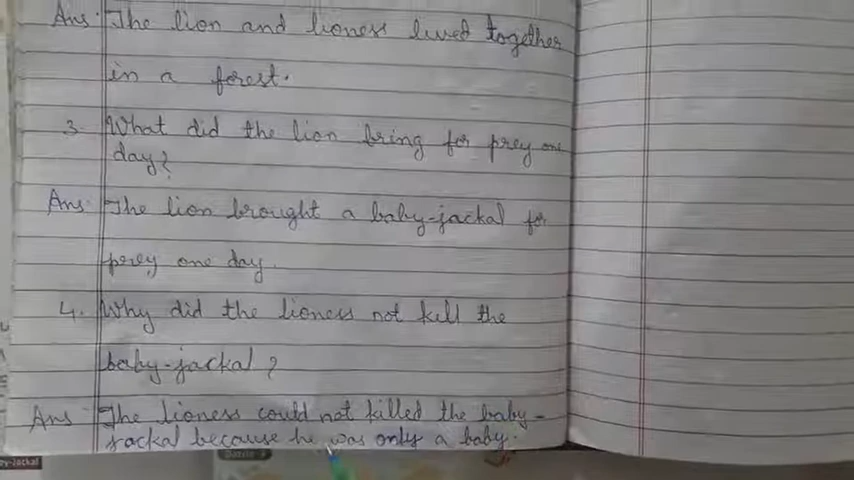 Ans. The lion and lioness lived together
in a forest.
3. What did the lion bring for prey one
day?
Ans. The lion brought a baby-jackal for
prey one day.
4. Why did the lioness not kill the
baby-jackal?
Ans The lioness could not killed the baby-
jackal because he was only a baby.
by-Jackal